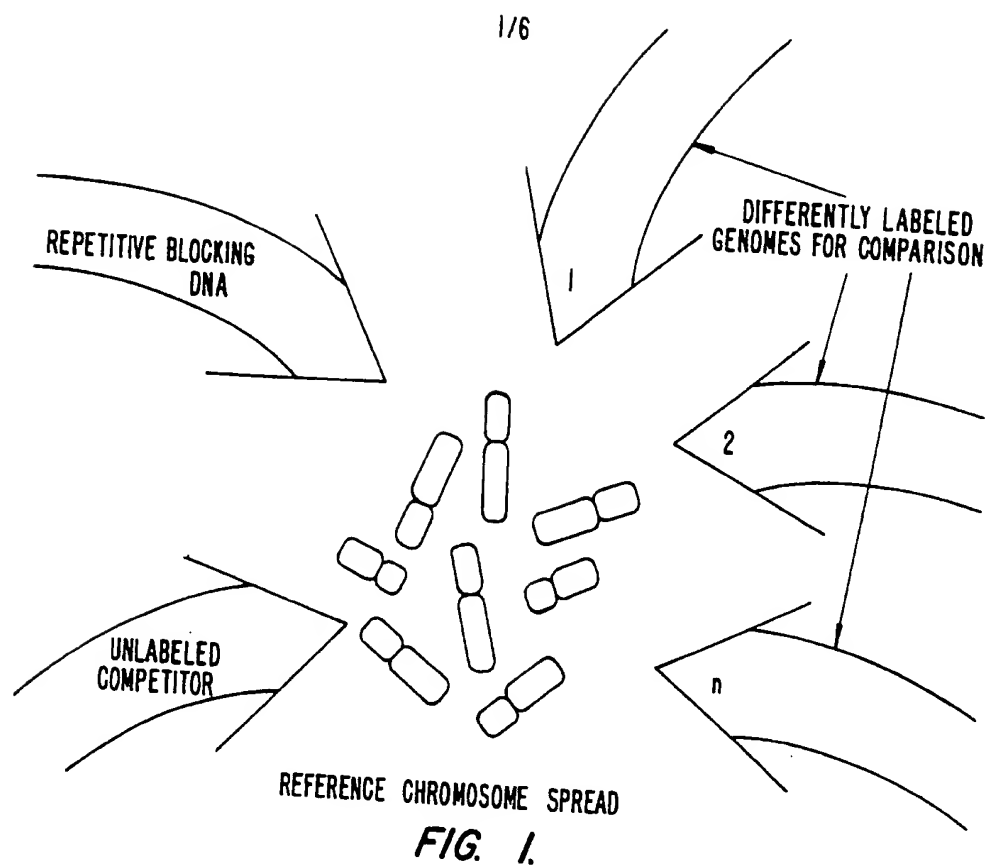 1/6
REPETITIVE BLOCKING
DNA
1
DIFFERENTLY LABELED
GENOMES FOR COMPARISON
2
UNLABELED
COMPETITOR
n
REFERENCE CHROMOSOME SPREAD
FIG. 1.